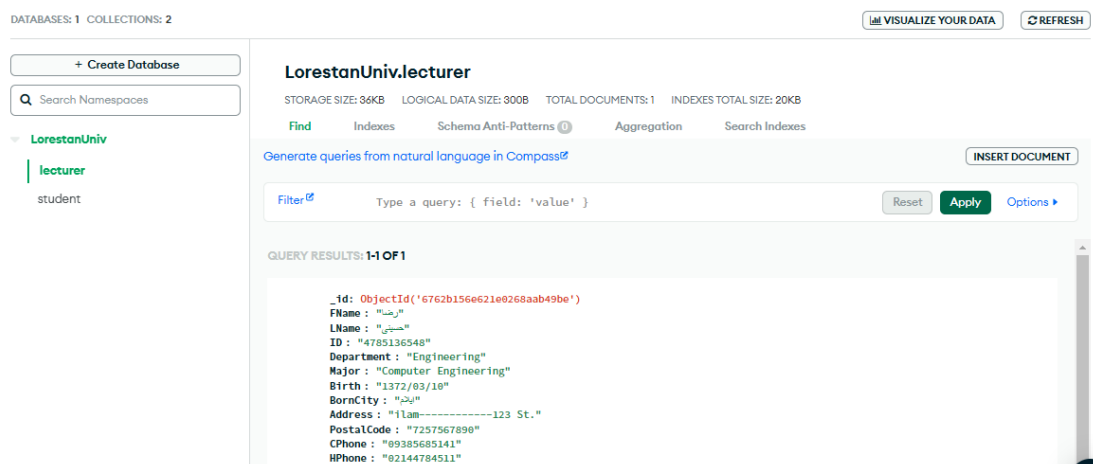 DATABASES: 1 COLLECTIONS: 2
VISUALIZE YOUR DATA
REFRESH
+ Create Database
Search Namespaces
LorestanUniv
lecturer
student
LorestanUniv.lecturer
STORAGE SIZE: 36KB LOGICAL DATA SIZE: 300B TOTAL DOCUMENTS: 1 INDEXES TOTAL SIZE: 20KB
Find Indexes Schema Anti-Patterns 0 Aggregation Search Indexes
Generate queries from natural language in Compass
INSERT DOCUMENT
Filter Type a query: { field: 'value' } Reset Apply Options
QUERY RESULTS: 1-1 OF 1
_id: ObjectId('6762b156e621e0268aab49be')
FName : "رضا"
LName : "حسینی"
ID : "4785136548"
Department : "Engineering"
Major : "Computer Engineering"
Birth : "1372/03/10"
BornCity : "ایلام"
Address : "ilam------------123 St."
PostalCode : "7257567890"
CPhone : "09385685141"
HPhone : "02144784511"